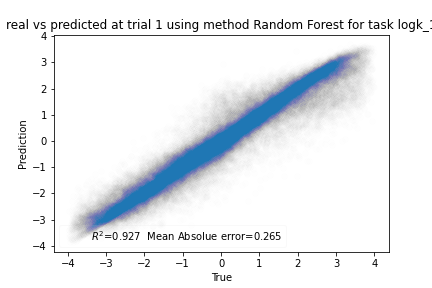 real vs predicted at trial 1 using method Random Forest for task logk_1
4
3
2
1
0
−1
−2
−3
−4
Prediction
R²=0.927 Mean Absolue error=0.265
−4 −3 −2 −1 0 1 2 3 4
True